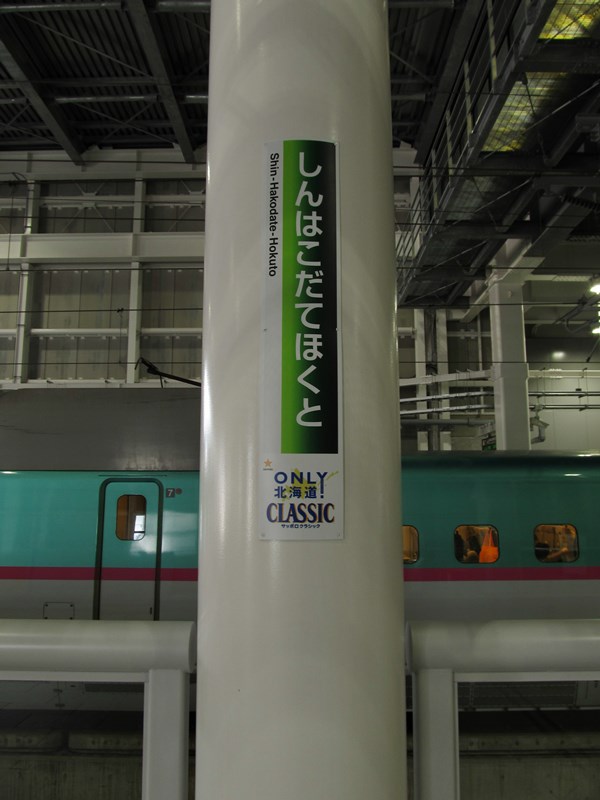 しんはこだてほくと
Shin-Hakodate-Hokuto
ONLY
北海道!
CLASSIC
サッポロクラシック
7